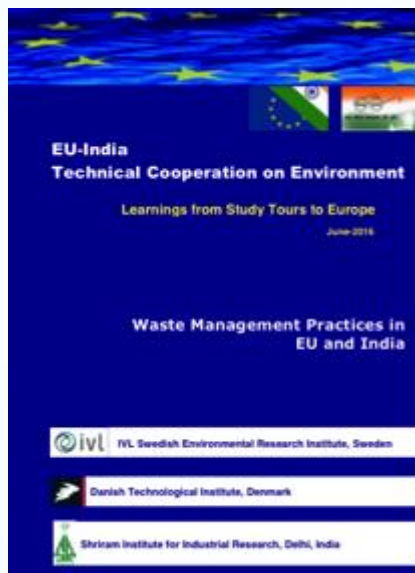 EU-India
Technical Cooperation on Environment
Learnings from Study Tours to Europe
June-2016
Waste Management Practices in
EU and India
ivl IVL Swedish Environmental Research Institute, Sweden
Danish Technological Institute, Denmark
Shriram Institute for Industrial Research, Delhi, India